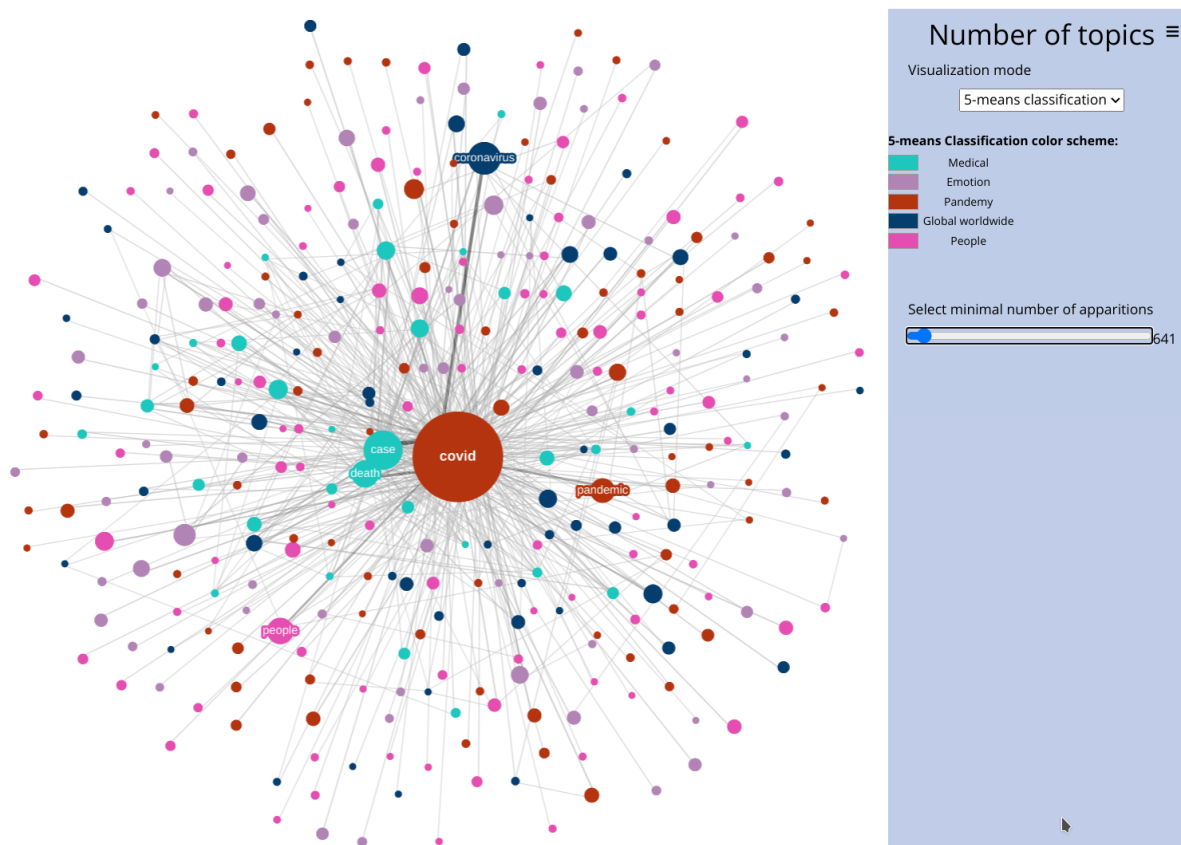 coronavirus
case
covid
death
pandemic
people
Number of topics ≡
Visualization mode
5-means classification
5-means Classification color scheme:
Medical
Emotion
Pandemy
Global worldwide
People
Select minimal number of apparitions
641